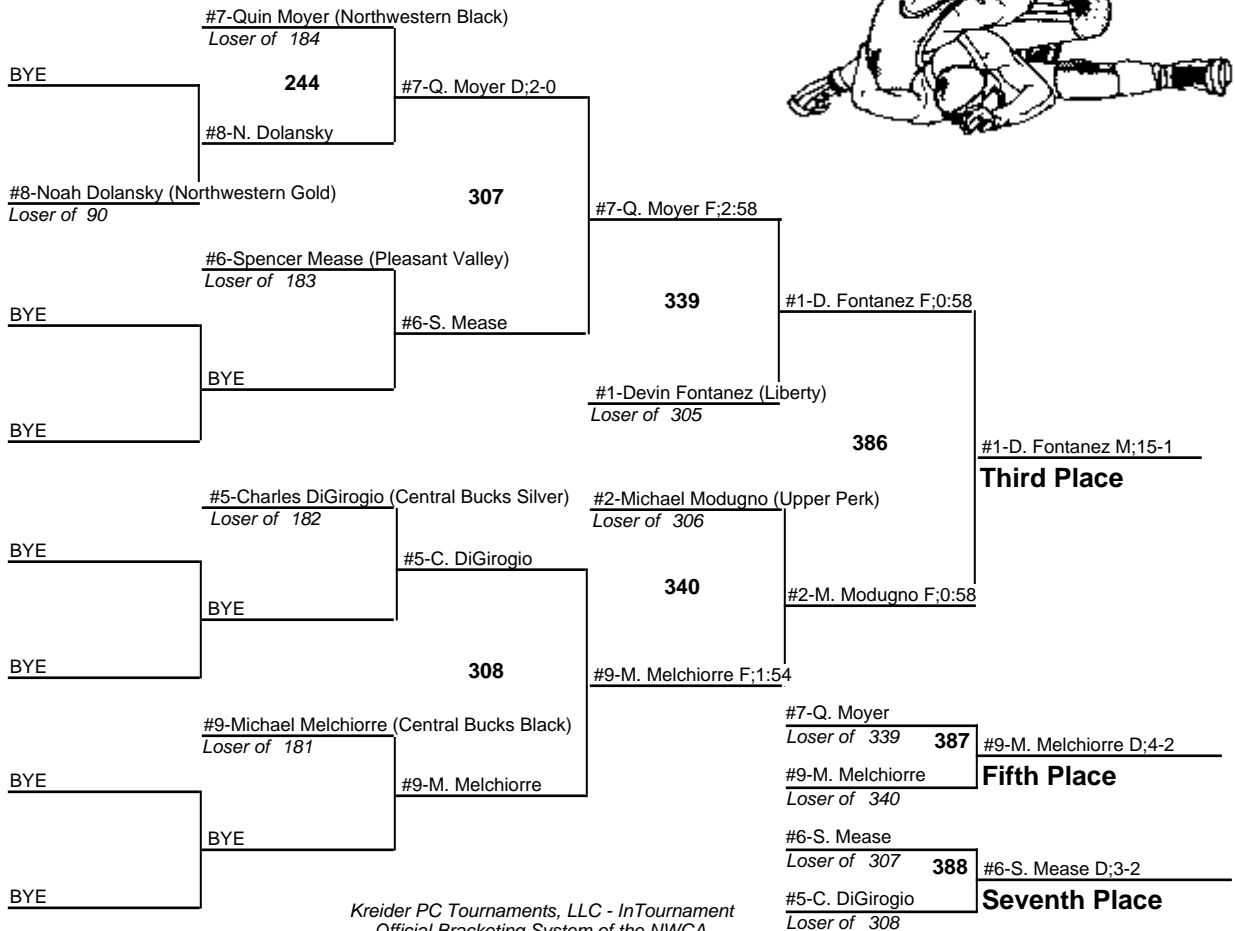 #7-Quin Moyer (Northwestern Black)
Loser of 184
BYE
244
#7-Q. Moyer D;2-0
#8-N. Dolansky
#8-Noah Dolansky (Northwestern Gold)
Loser of 90
307
#7-Q. Moyer F;2:58
#6-Spencer Mease (Pleasant Valley)
Loser of 183
339
#1-D. Fontanez F;0:58
BYE
#6-S. Mease
BYE
#1-Devin Fontanez (Liberty)
Loser of 305
BYE
386
#1-D. Fontanez M;15-1
Third Place
#5-Charles DiGirogio (Central Bucks Silver)
Loser of 182
#2-Michael Modugno (Upper Perk)
Loser of 306
BYE
#5-C. DiGirogio
340
#2-M. Modugno F;0:58
BYE
BYE
308
#9-M. Melchiorre F;1:54
#9-Michael Melchiorre (Central Bucks Black)
Loser of 181
#7-Q. Moyer
Loser of 339
387
#9-M. Melchiorre D;4-2
Fifth Place
BYE
#9-M. Melchiorre
#9-M. Melchiorre
Loser of 340
BYE
#6-S. Mease
Loser of 307
388
#6-S. Mease D;3-2
Seventh Place
BYE
#5-C. DiGirogio
Loser of 308
Kreider PC Tournaments, LLC - InTournament
Official Bracketing System of the NWCA